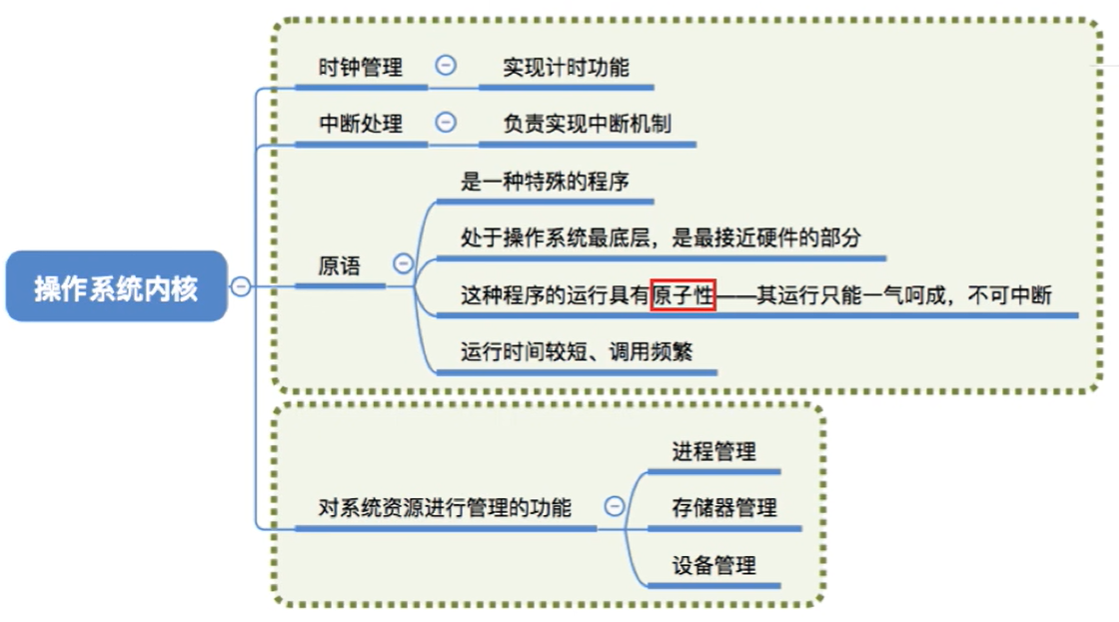 时钟管理
实现计时功能
中断处理
负责实现中断机制
是一种特殊的程序
处于操作系统最底层，是最接近硬件的部分
原语
操作系统内核
这种程序的运行具有原子性——其运行只能一气呵成，不可中断
运行时间较短、调用频繁
进程管理
对系统资源进行管理的功能
存储器管理
设备管理